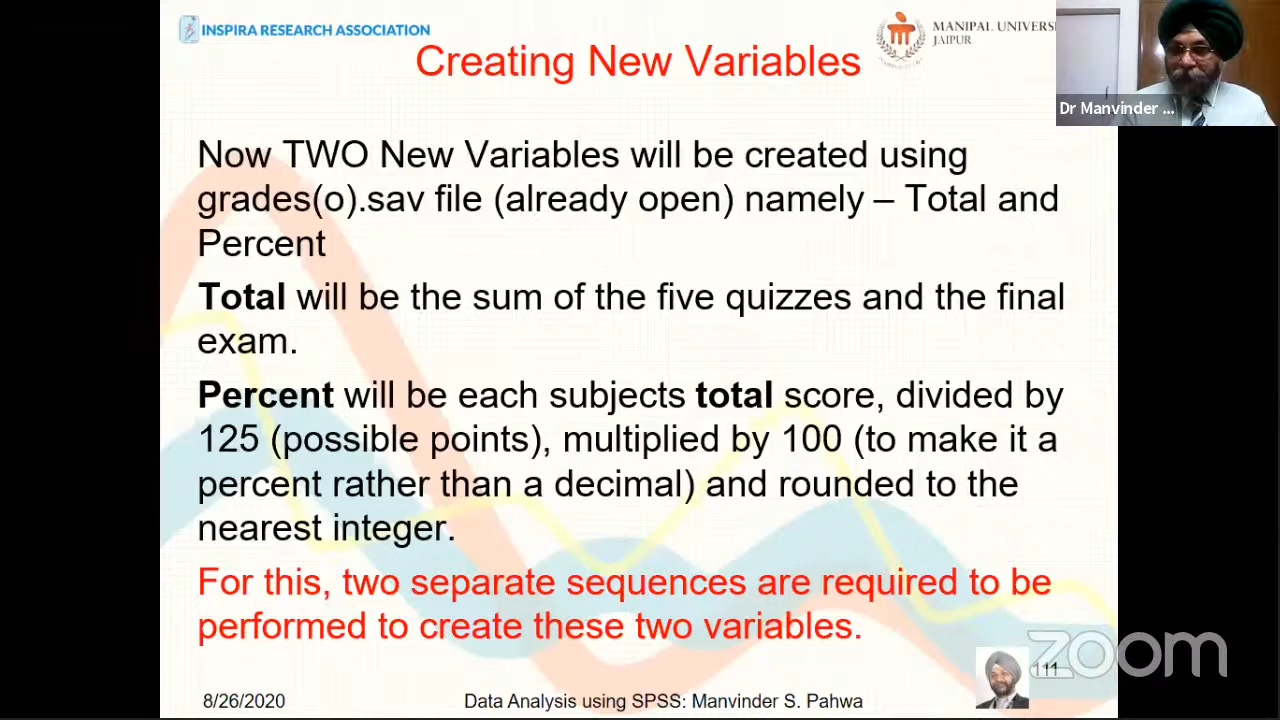 INSPIRA RESEARCH ASSOCIATION
MANIPAL UNIVERS
JAIPUR
Creating New Variables
Dr Manvinder ...
Now TWO New Variables will be created using
grades(o).sav file (already open) namely – Total and
Percent
Total will be the sum of the five quizzes and the final
exam.
Percent will be each subjects total score, divided by
125 (possible points), multiplied by 100 (to make it a
percent rather than a decimal) and rounded to the
nearest integer.
For this, two separate sequences are required to be
performed to create these two variables.
zoom
111
8/26/2020
Data Analysis using SPSS: Manvinder S. Pahwa